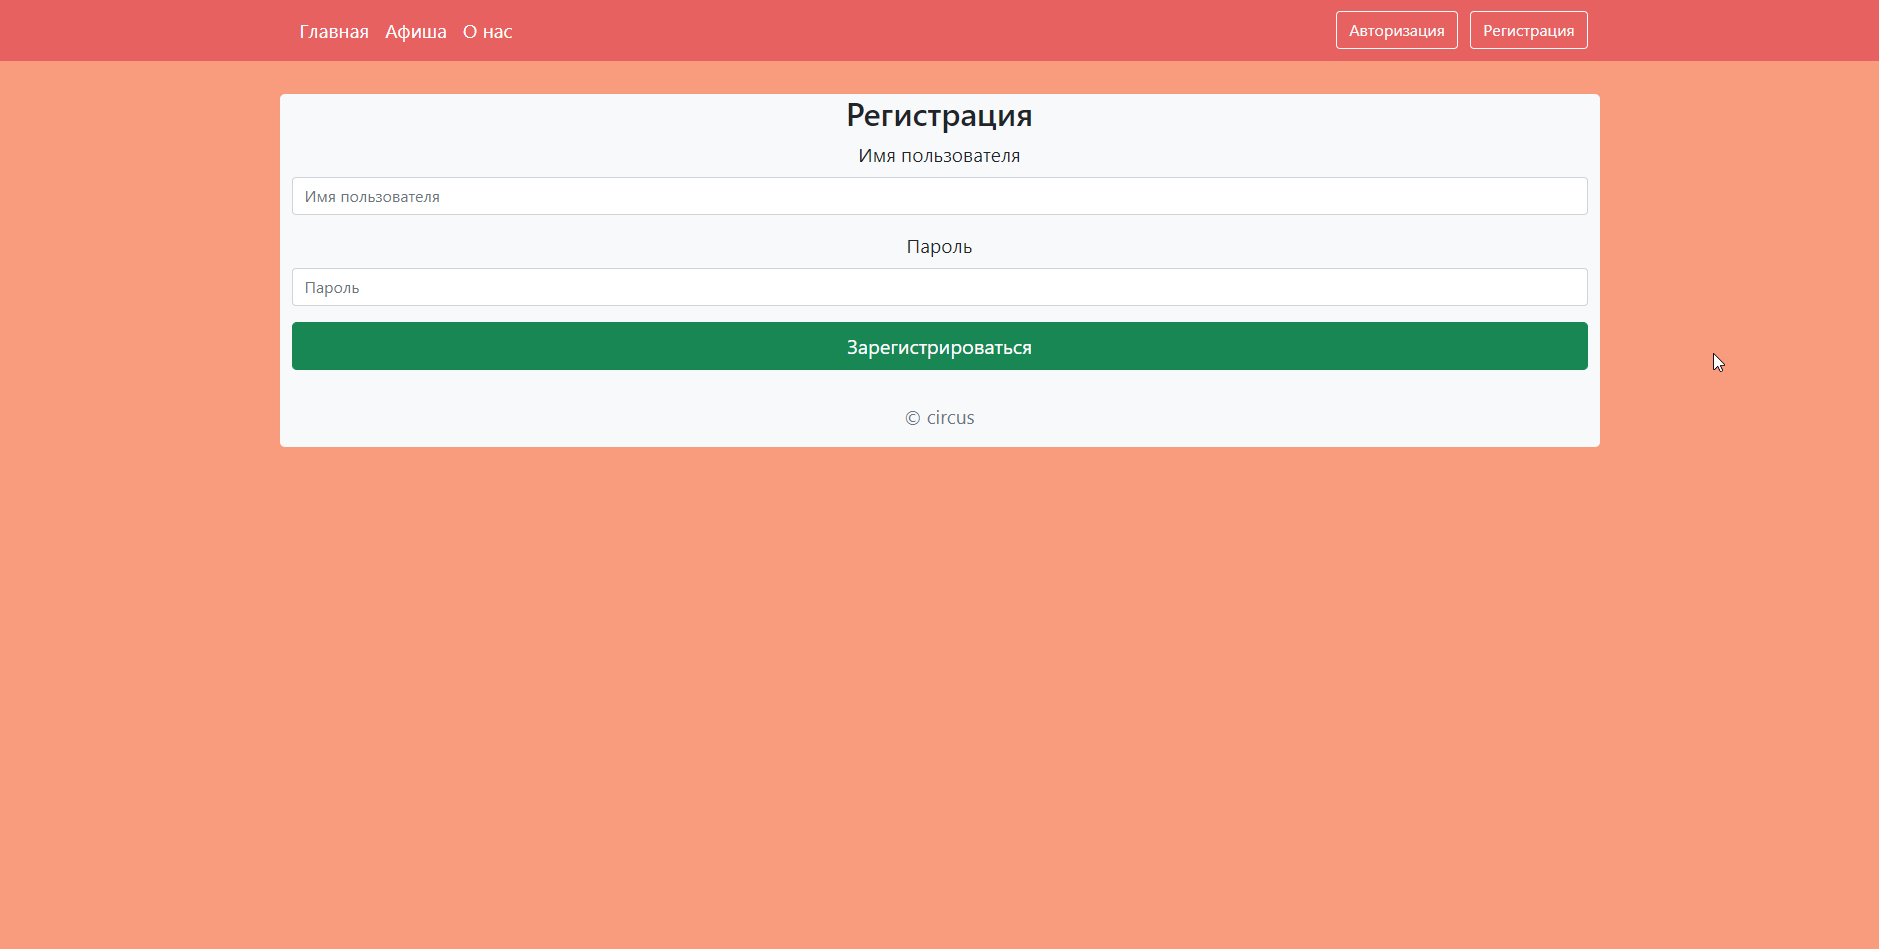 Главная Афиша О нас Авторизация Регистрация
Регистрация
Имя пользователя
Имя пользователя
Пароль
Пароль
Зарегистрироваться
© circus